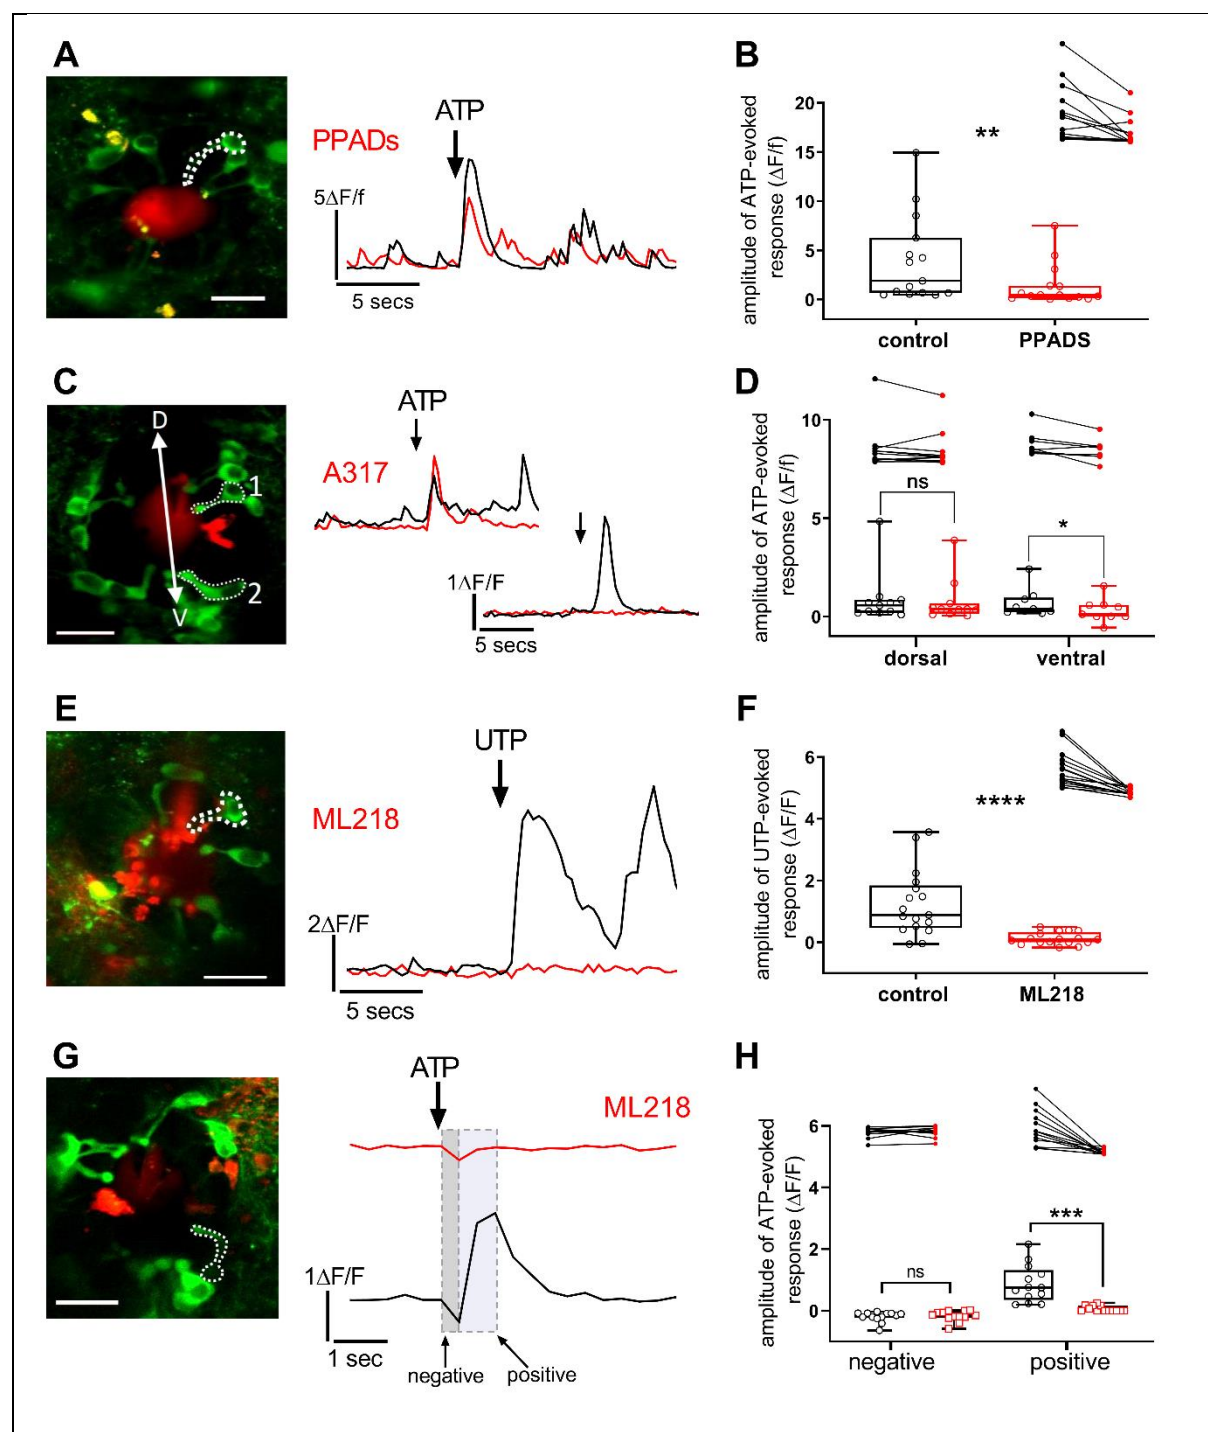 A
PPADs
ATP
5ΔF/f
5 secs
B
amplitude of ATP-evoked
response (ΔF/f)
20
15
10
5
0
**
control
PPADS
C
D
V
1
2
ATP
A317
1ΔF/F
5 secs
D
amplitude of ATP-evoked
response (ΔF/f)
10
5
0
ns
*
dorsal
ventral
E
UTP
ML218
2ΔF/F
5 secs
F
amplitude of UTP-evoked
response (ΔF/F)
6
4
2
0
****
control
ML218
G
ATP
ML218
1ΔF/F
1 sec
negative
positive
H
amplitude of ATP-evoked
response (ΔF/F)
6
4
2
0
ns
***
negative
positive